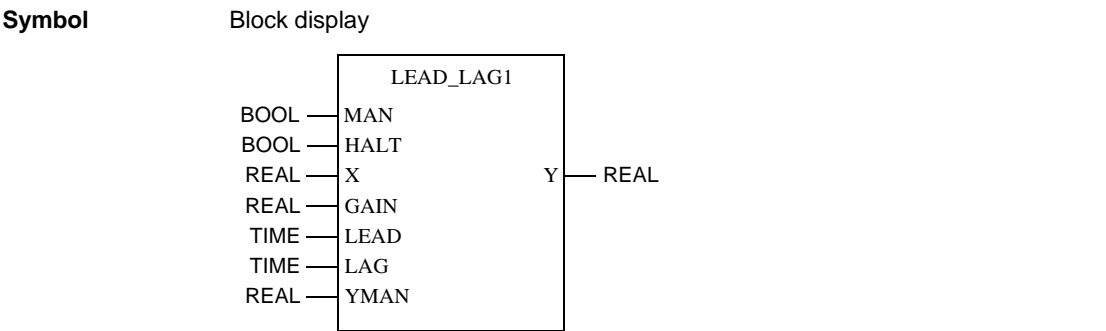 Symbol Block display
LEAD_LAG1
BOOL MAN
BOOL HALT
REAL X Y REAL
REAL GAIN
TIME LEAD
TIME LAG
REAL YMAN